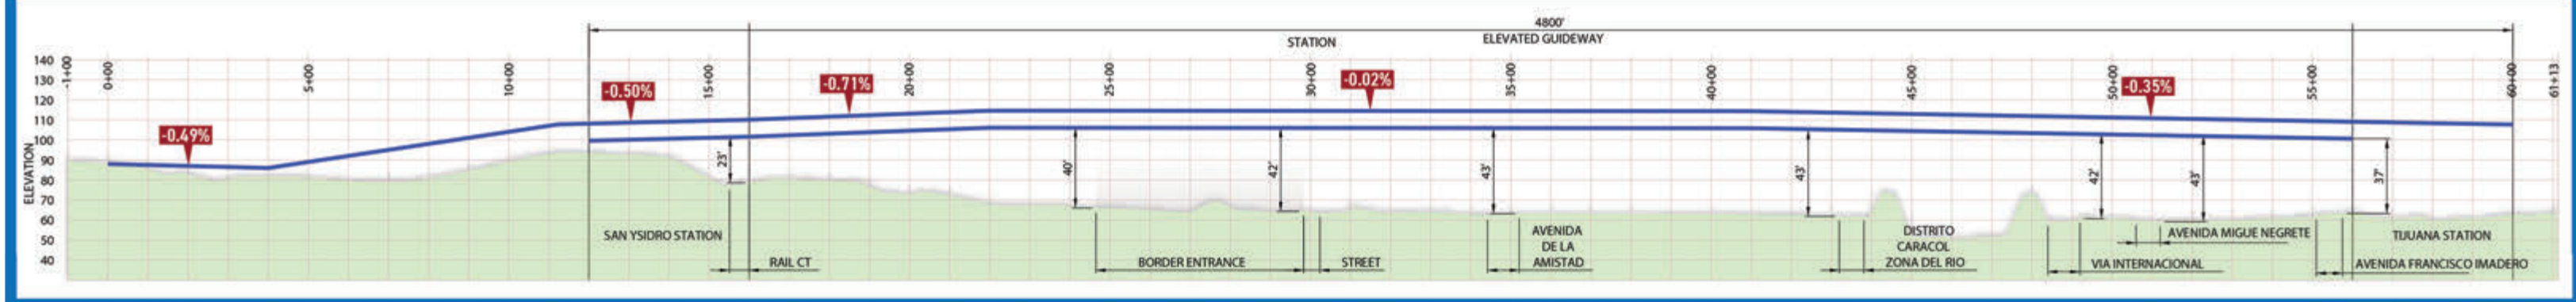 4800'
STATION
ELEVATED GUIDEWAY
-1+00 0+00 5+00 10+00 15+00 20+00 25+00 30+00 35+00 40+00 45+00 50+00 55+00 60+00 61+13
ELEVATION
140
130
120
110
100
90
80
70
60
50
40
-0.49%
-0.50%
-0.71%
-0.02%
-0.35%
23'
40'
42'
43'
43'
42'
43'
37'
SAN YSIDRO STATION
RAIL CT
BORDER ENTRANCE
STREET
AVENIDA
DE LA
AMISTAD
DISTRITO
CARACOL
ZONA DEL RIO
VIA INTERNACIONAL
AVENIDA MIGUE NEGRETE
TIJUANA STATION
AVENIDA FRANCISCO IMADERO